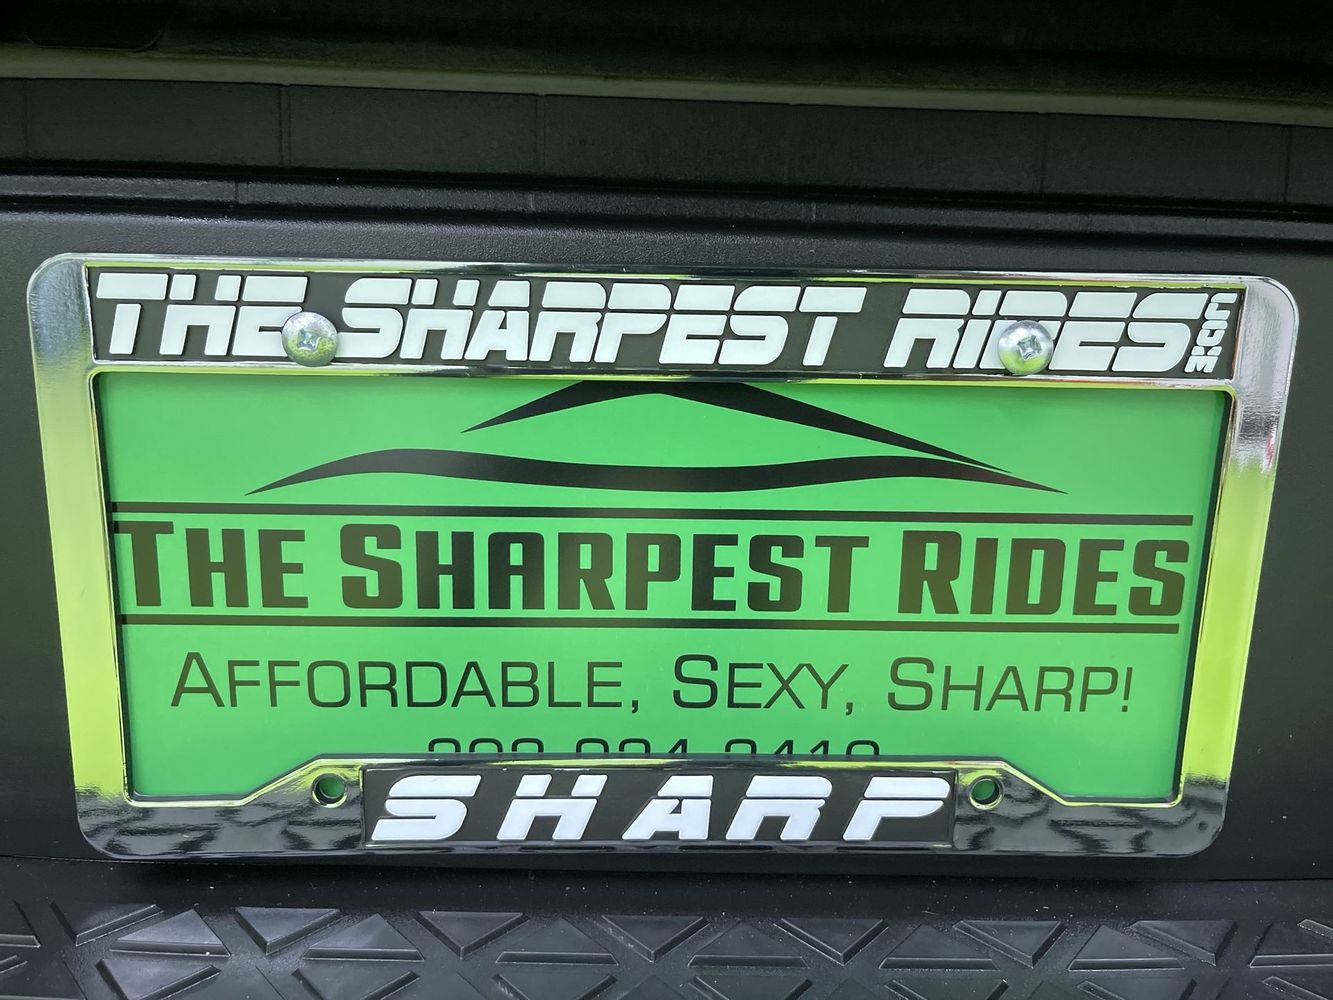 THE SHARPEST RIDES.COM
THE SHARPEST RIDES
AFFORDABLE, SEXY, SHARP!
SHARP